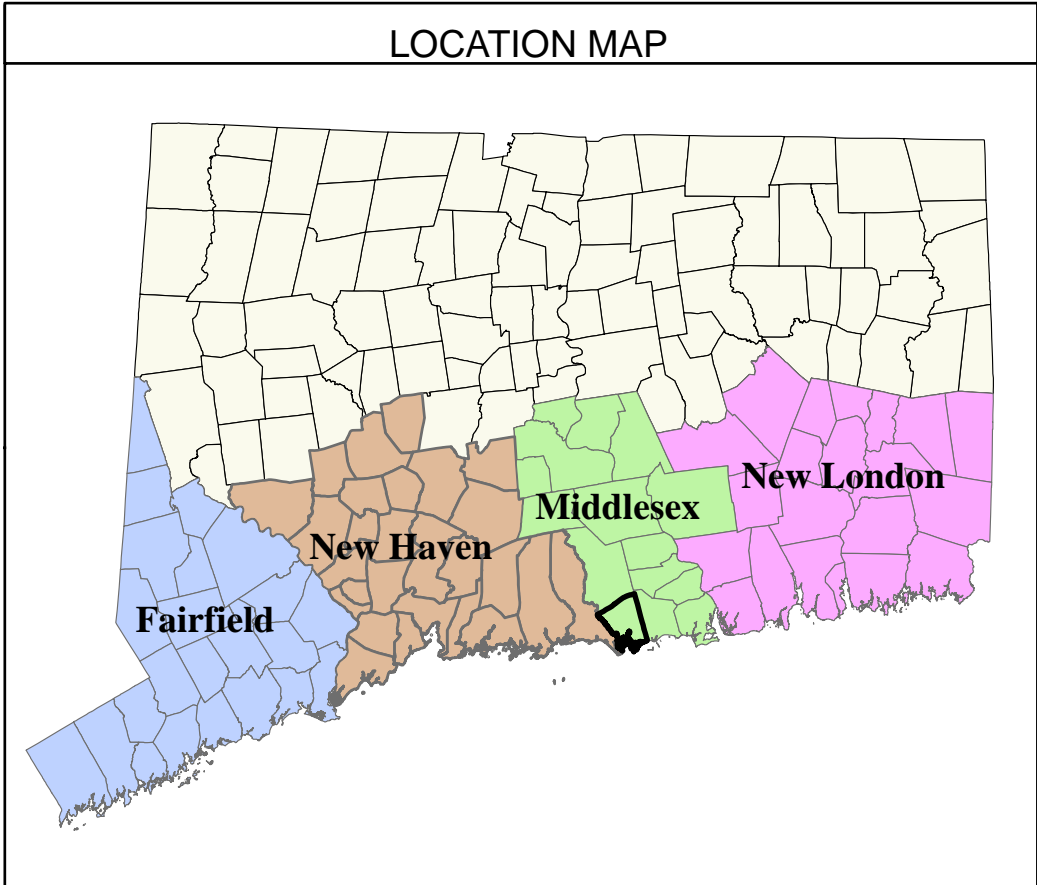 LOCATION MAP
New London
Middlesex
New Haven
Fairfield